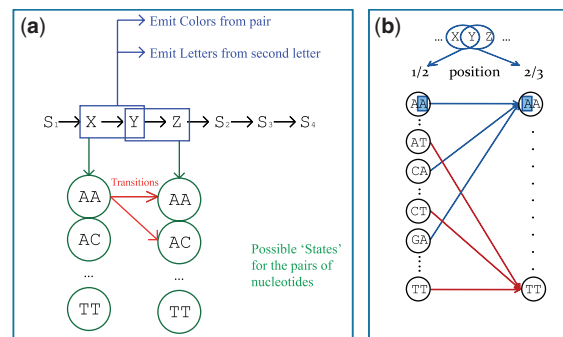 (a)
Emit Colors from pair
Emit Letters from second letter
S₁ X Y Z S₂ S₃ S₄
Transitions
AA AA
AC AC
... ...
TT TT
Possible 'States'
for the pairs of
nucleotides
(b)
... X Y Z ...
1/2 position 2/3
AA AA
AT
CA
CT
GA
TT TT